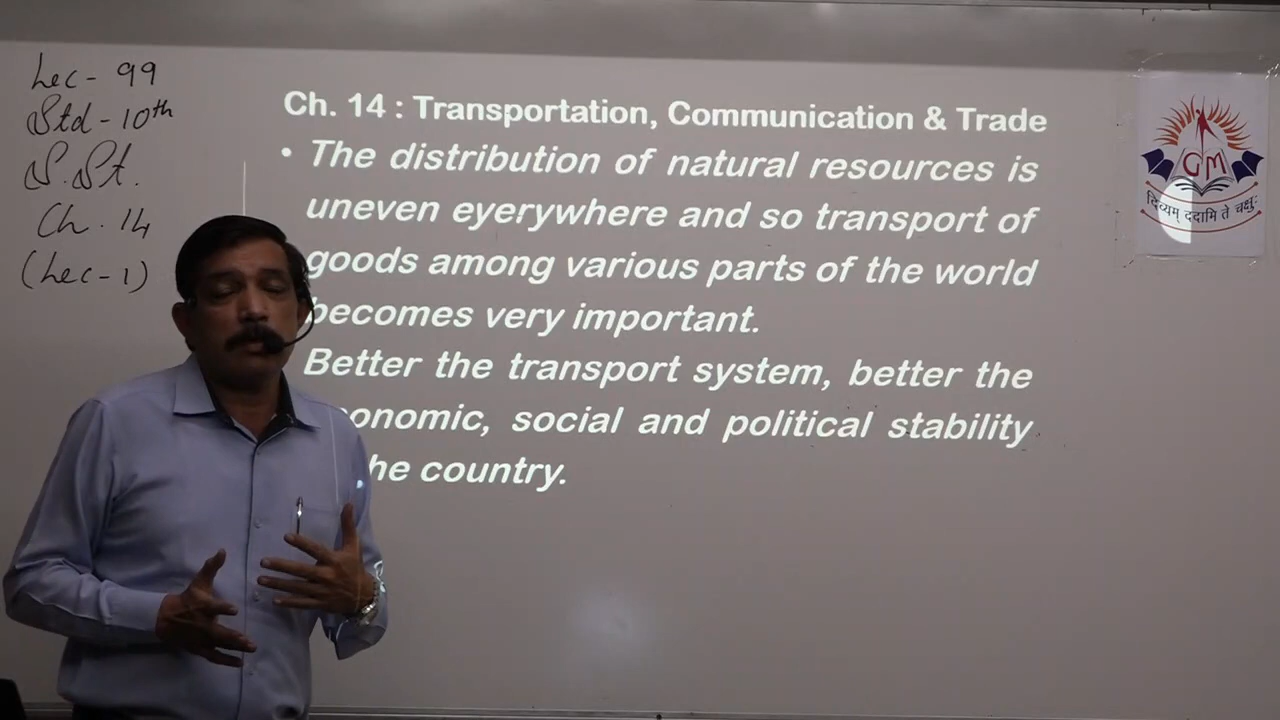 Lec - 99
Std - 10th
S. St.
Ch. 14
(Lec - 1)
Ch. 14 : Transportation, Communication & Trade
• The distribution of natural resources is
uneven eyerywhere and so transport of
goods among various parts of the world
becomes very important.
Better the transport system, better the
onomic, social and political stability
he country.
GM
दिव्यम् ददामि ते चक्षुः